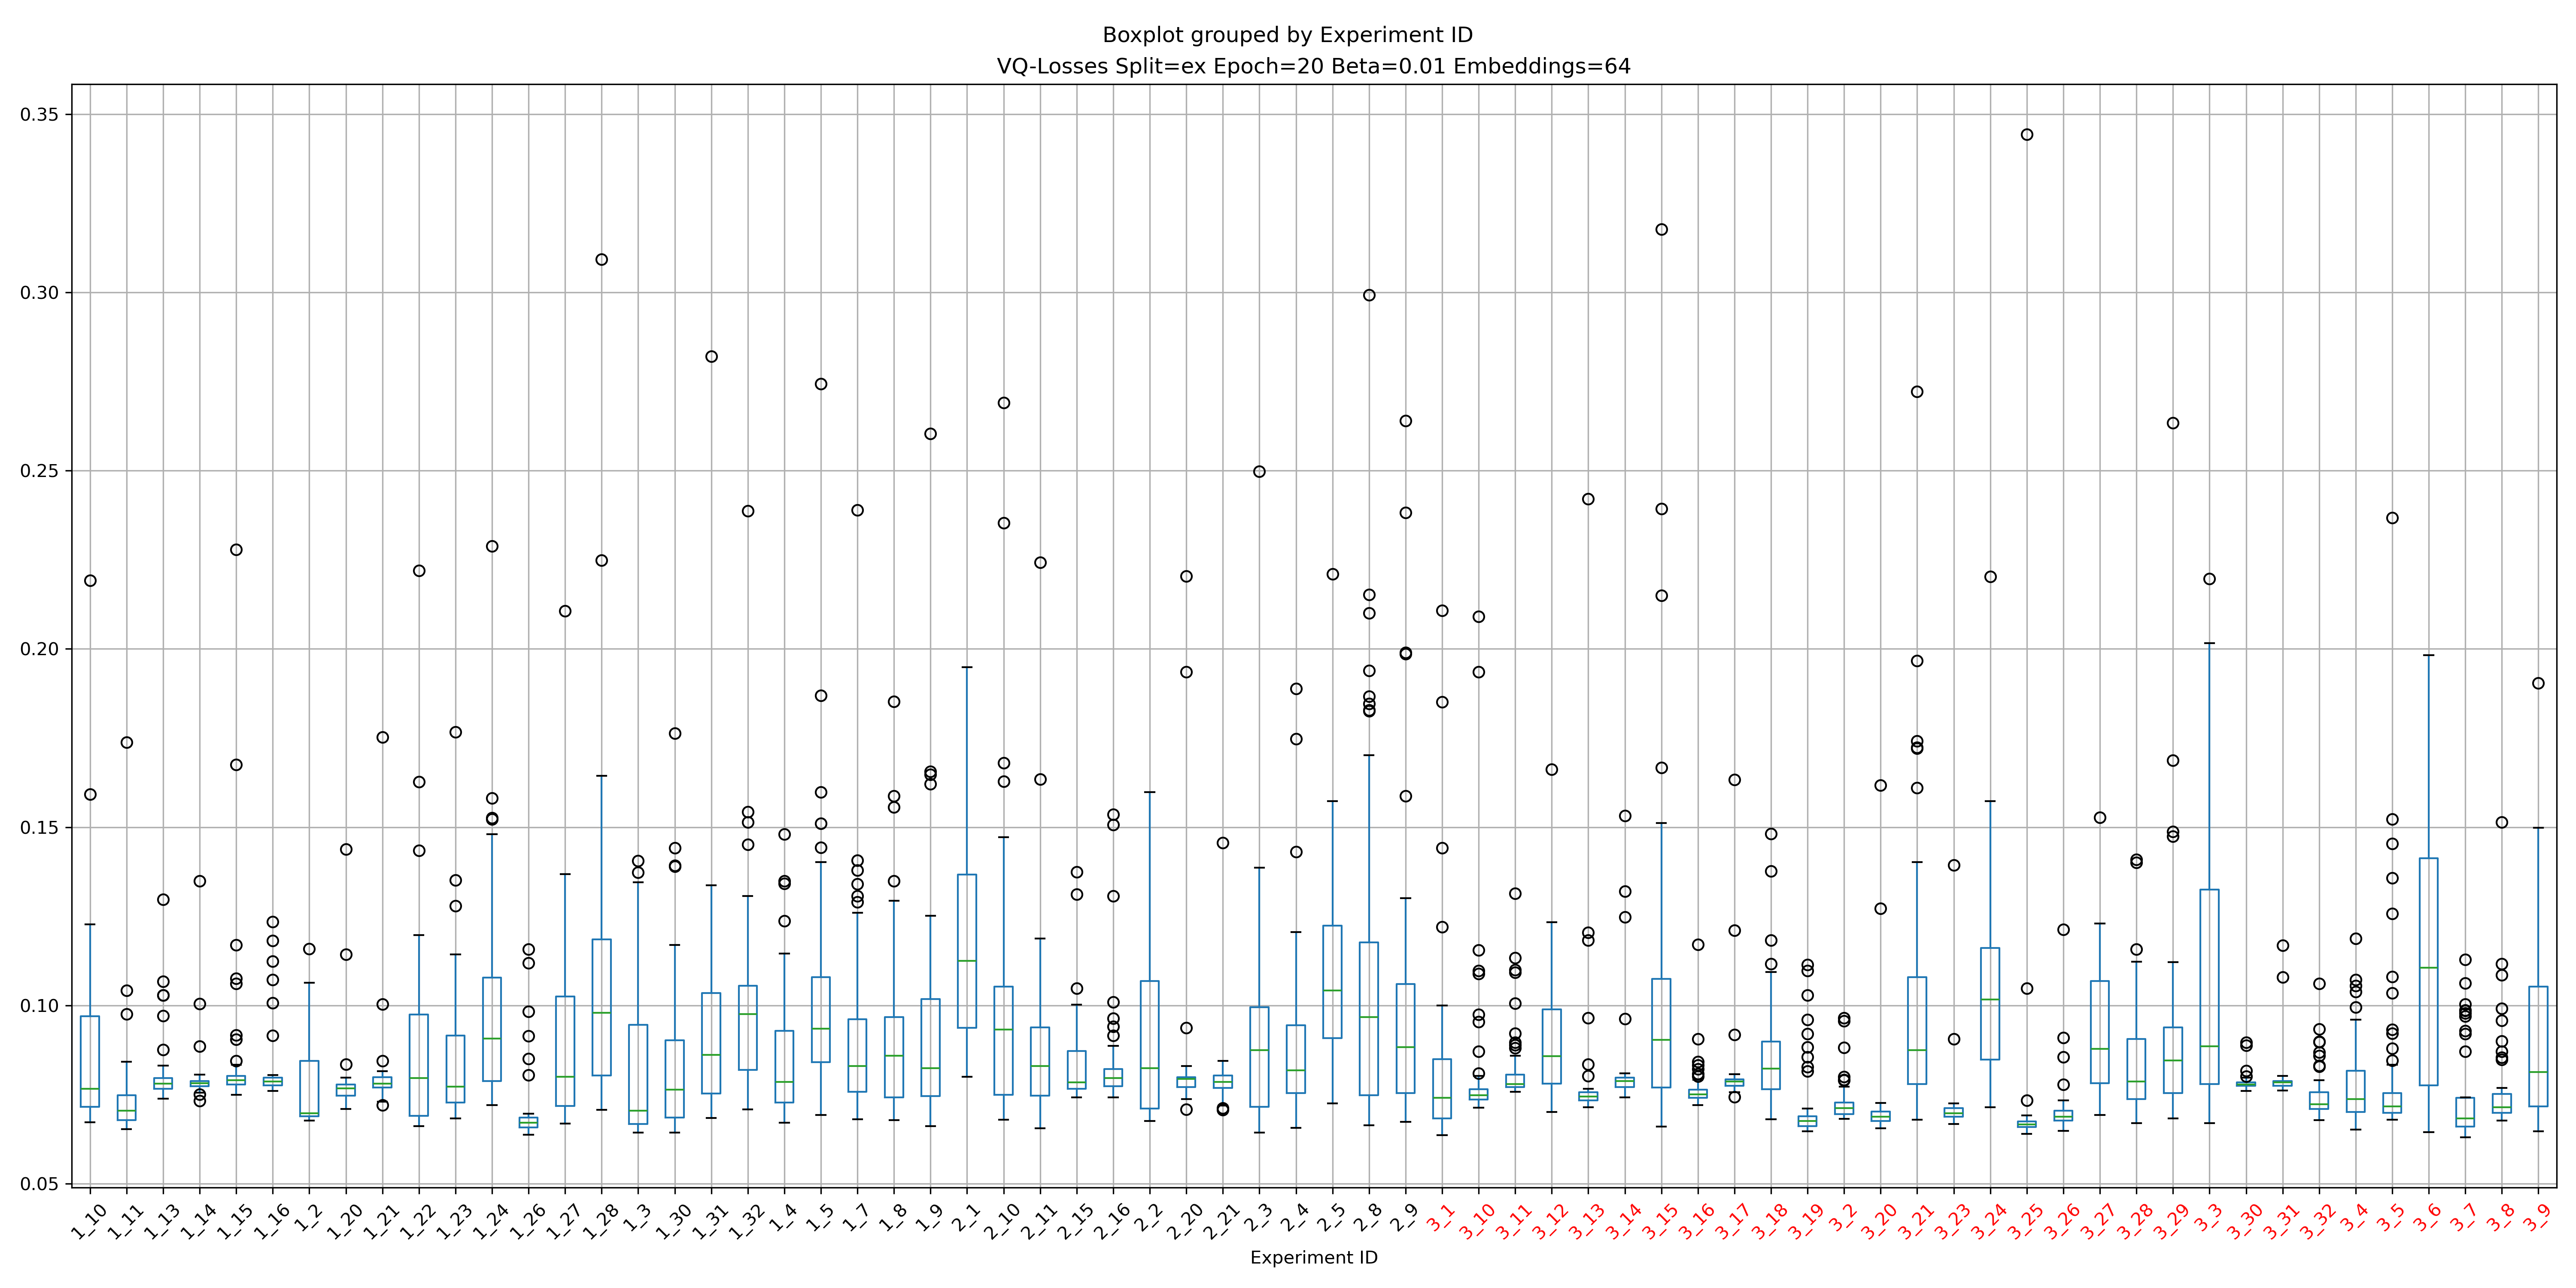 Boxplot grouped by Experiment ID
VQ-Losses Split=ex Epoch=20 Beta=0.01 Embeddings=64
0.35
0.30
0.25
0.20
0.15
0.10
0.05
1_10 1_11 1_13 1_14 1_15 1_16 1_2 1_20 1_21 1_22 1_23 1_24 1_26 1_27 1_28 1_3 1_30 1_31 1_32 1_4 1_5 1_7 1_8 1_9 2_1 2_10 2_11 2_15 2_16 2_2 2_20 2_21 2_3 2_4 2_5 2_8 2_9 3_1 3_10 3_11 3_12 3_13 3_14 3_15 3_16 3_17 3_18 3_19 3_2 3_20 3_21 3_23 3_24 3_25 3_26 3_27 3_28 3_29 3_3 3_30 3_31 3_32 3_4 3_5 3_6 3_7 3_8 3_9
Experiment ID